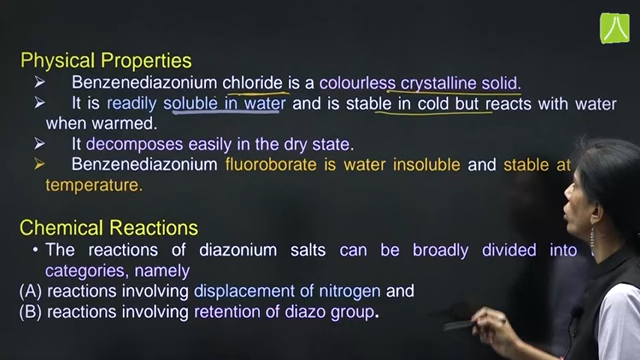 Physical Properties
➢ Benzenediazonium chloride is a colourless crystalline solid.
➢ It is readily soluble in water and is stable in cold but reacts with water
when warmed.
➢ It decomposes easily in the dry state.
➢ Benzenediazonium fluoroborate is water insoluble and stable at
temperature.
Chemical Reactions
• The reactions of diazonium salts can be broadly divided into
categories, namely
(A) reactions involving displacement of nitrogen and
(B) reactions involving retention of diazo group.